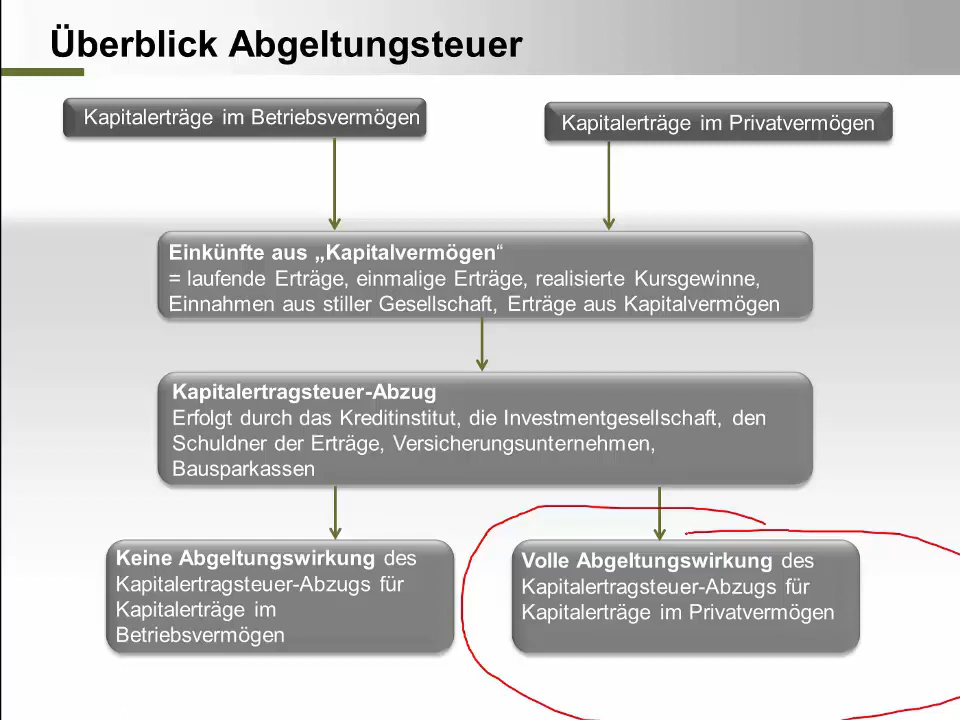 Überblick Abgeltungsteuer
Kapitalerträge im Betriebsvermögen
Kapitalerträge im Privatvermögen
Einkünfte aus „Kapitalvermögen“
= laufende Erträge, einmalige Erträge, realisierte Kursgewinne,
Einnahmen aus stiller Gesellschaft, Erträge aus Kapitalvermögen
Kapitalertragsteuer-Abzug
Erfolgt durch das Kreditinstitut, die Investmentgesellschaft, den
Schuldner der Erträge, Versicherungsunternehmen,
Bausparkassen
Keine Abgeltungswirkung des
Kapitalertragsteuer-Abzugs für
Kapitalerträge im
Betriebsvermögen
Volle Abgeltungswirkung des
Kapitalertragsteuer-Abzugs für
Kapitalerträge im Privatvermögen